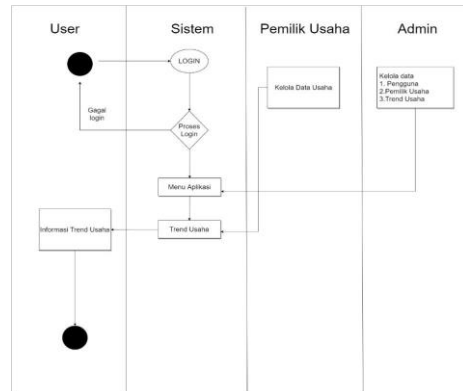 User
Sistem
Pemilik Usaha
Admin
LOGIN
Gagal
login
Proses
Login
Kelola Data Usaha
Kelola data
1. Pengguna
2.Pemilik Usaha
3.Trend Usaha
Menu Aplikasi
Trend Usaha
Informasi Trend Usaha